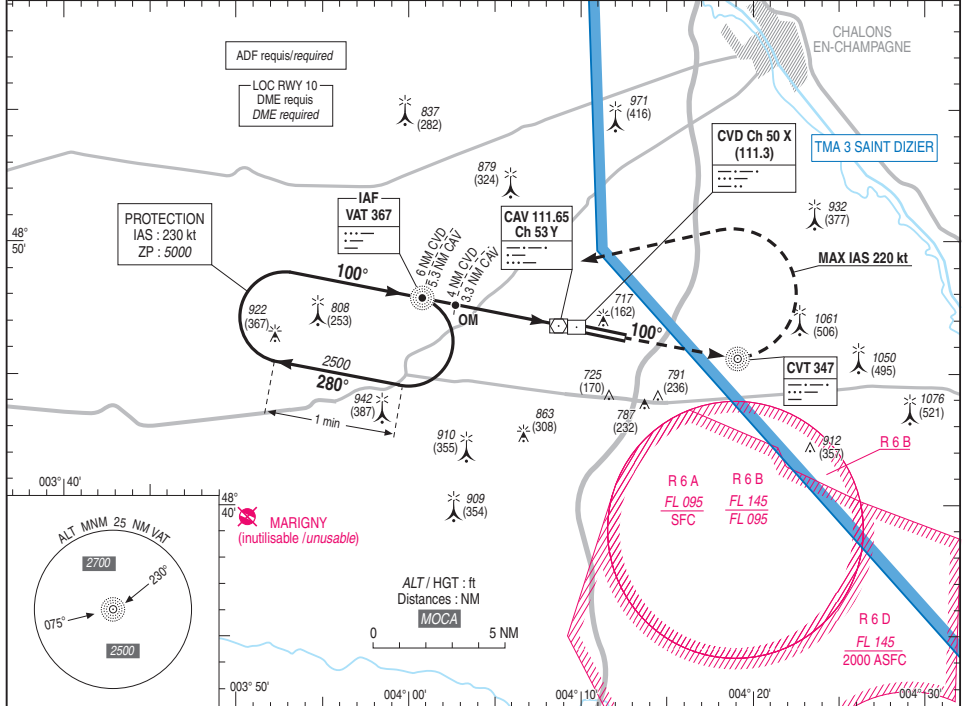 CHALONS
EN-CHAMPAGNE
ADF requis/required
LOC RWY 10
DME requis
DME required
837
(282)
971
(416)
CVD Ch 50 X
(111.3)
TMA 3 SAINT DIZIER
879
(324)
IAF
VAT 367
CAV 111.65
Ch 53 Y
932
(377)
PROTECTION
IAS : 230 kt
ZP : 5000
48°
50'
6 NM CVD
5.3 NM CAV
4 NM CVD
3.3 NM CAV
MAX IAS 220 kt
100°
OM
717
(162)
100°
922
(367)
808
(253)
1061
(506)
2500
280°
CVT 347
1050
(495)
1 min
942
(387)
725
(170)
791
(236)
787
(232)
1076
(521)
863
(308)
910
(355)
912
(357)
R 6 B
003° 40'
R 6 A
FL 095
SFC
R 6 B
FL 145
FL 095
48°
40'
909
(354)
MARIGNY
(inutilisable /unusable)
ALT MNM 25 NM VAT
2700
230°
075°
2500
ALT / HGT : ft
Distances : NM
MOCA
0 5 NM
R 6 D
FL 145
2000 ASFC
003° 50'
004° 00'
004° 10'
004° 20'
004° 30'